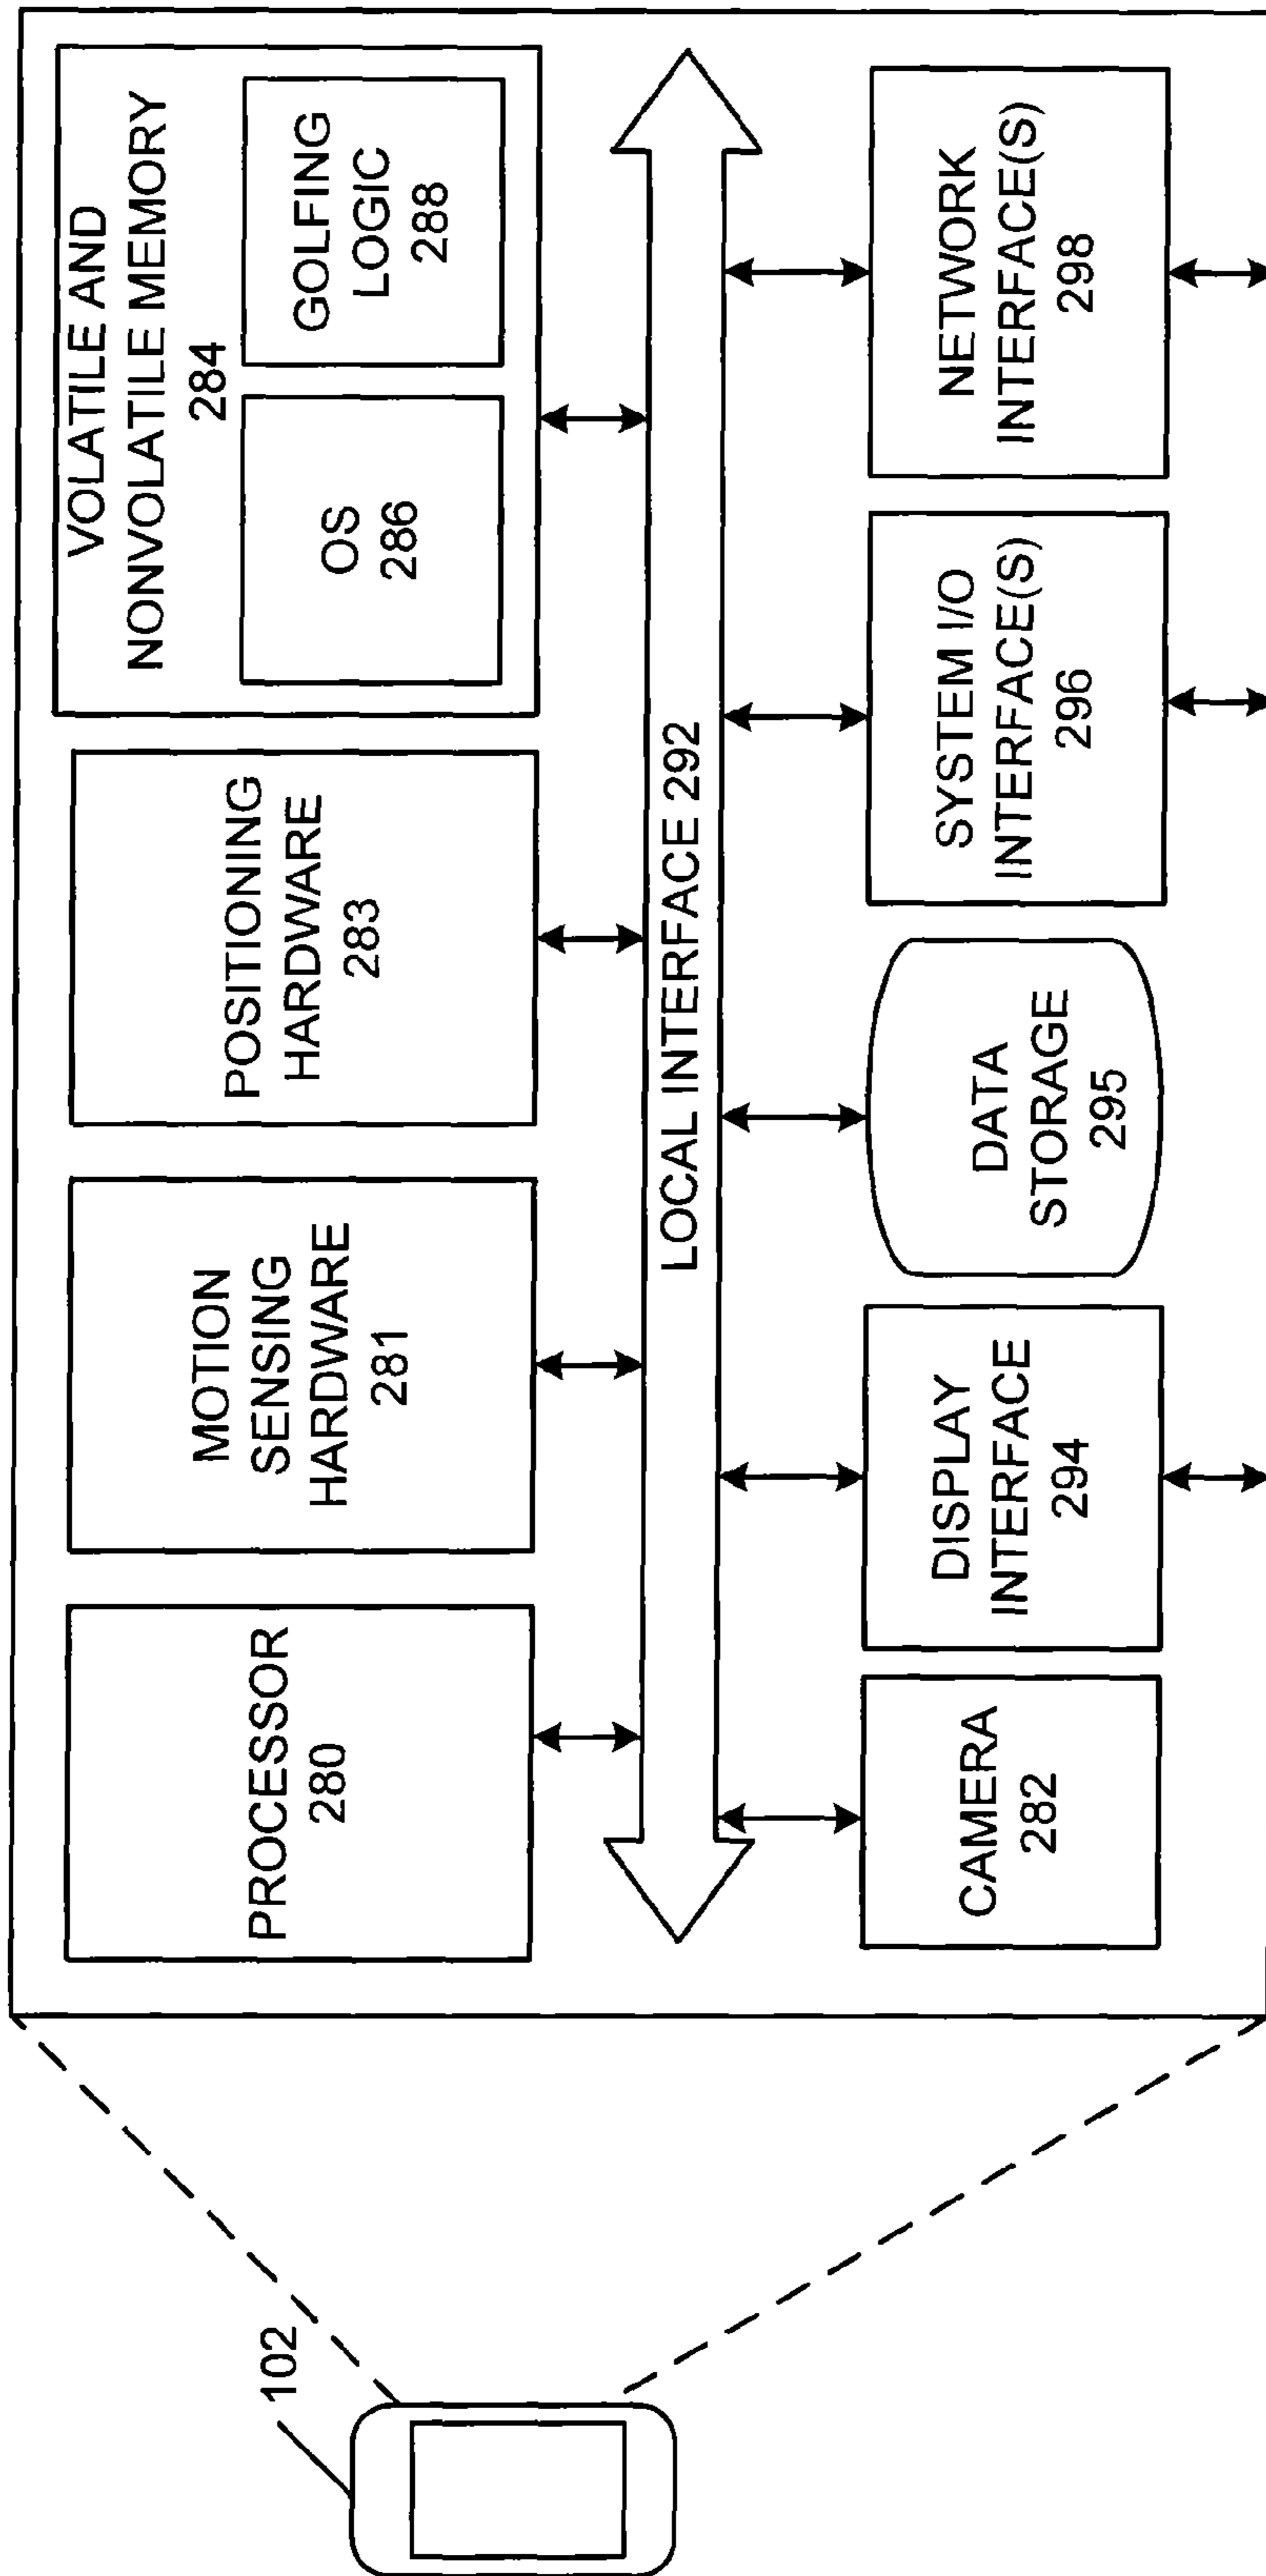 102
PROCESSOR
280
MOTION
SENSING
HARDWARE
281
POSITIONING
HARDWARE
283
VOLATILE AND
NONVOLATILE MEMORY
284
OS
286
GOLFING
LOGIC
288
LOCAL INTERFACE 292
CAMERA
282
DISPLAY
INTERFACE
294
DATA
STORAGE
295
SYSTEM I/O
INTERFACE(S)
296
NETWORK
INTERFACE(S)
298